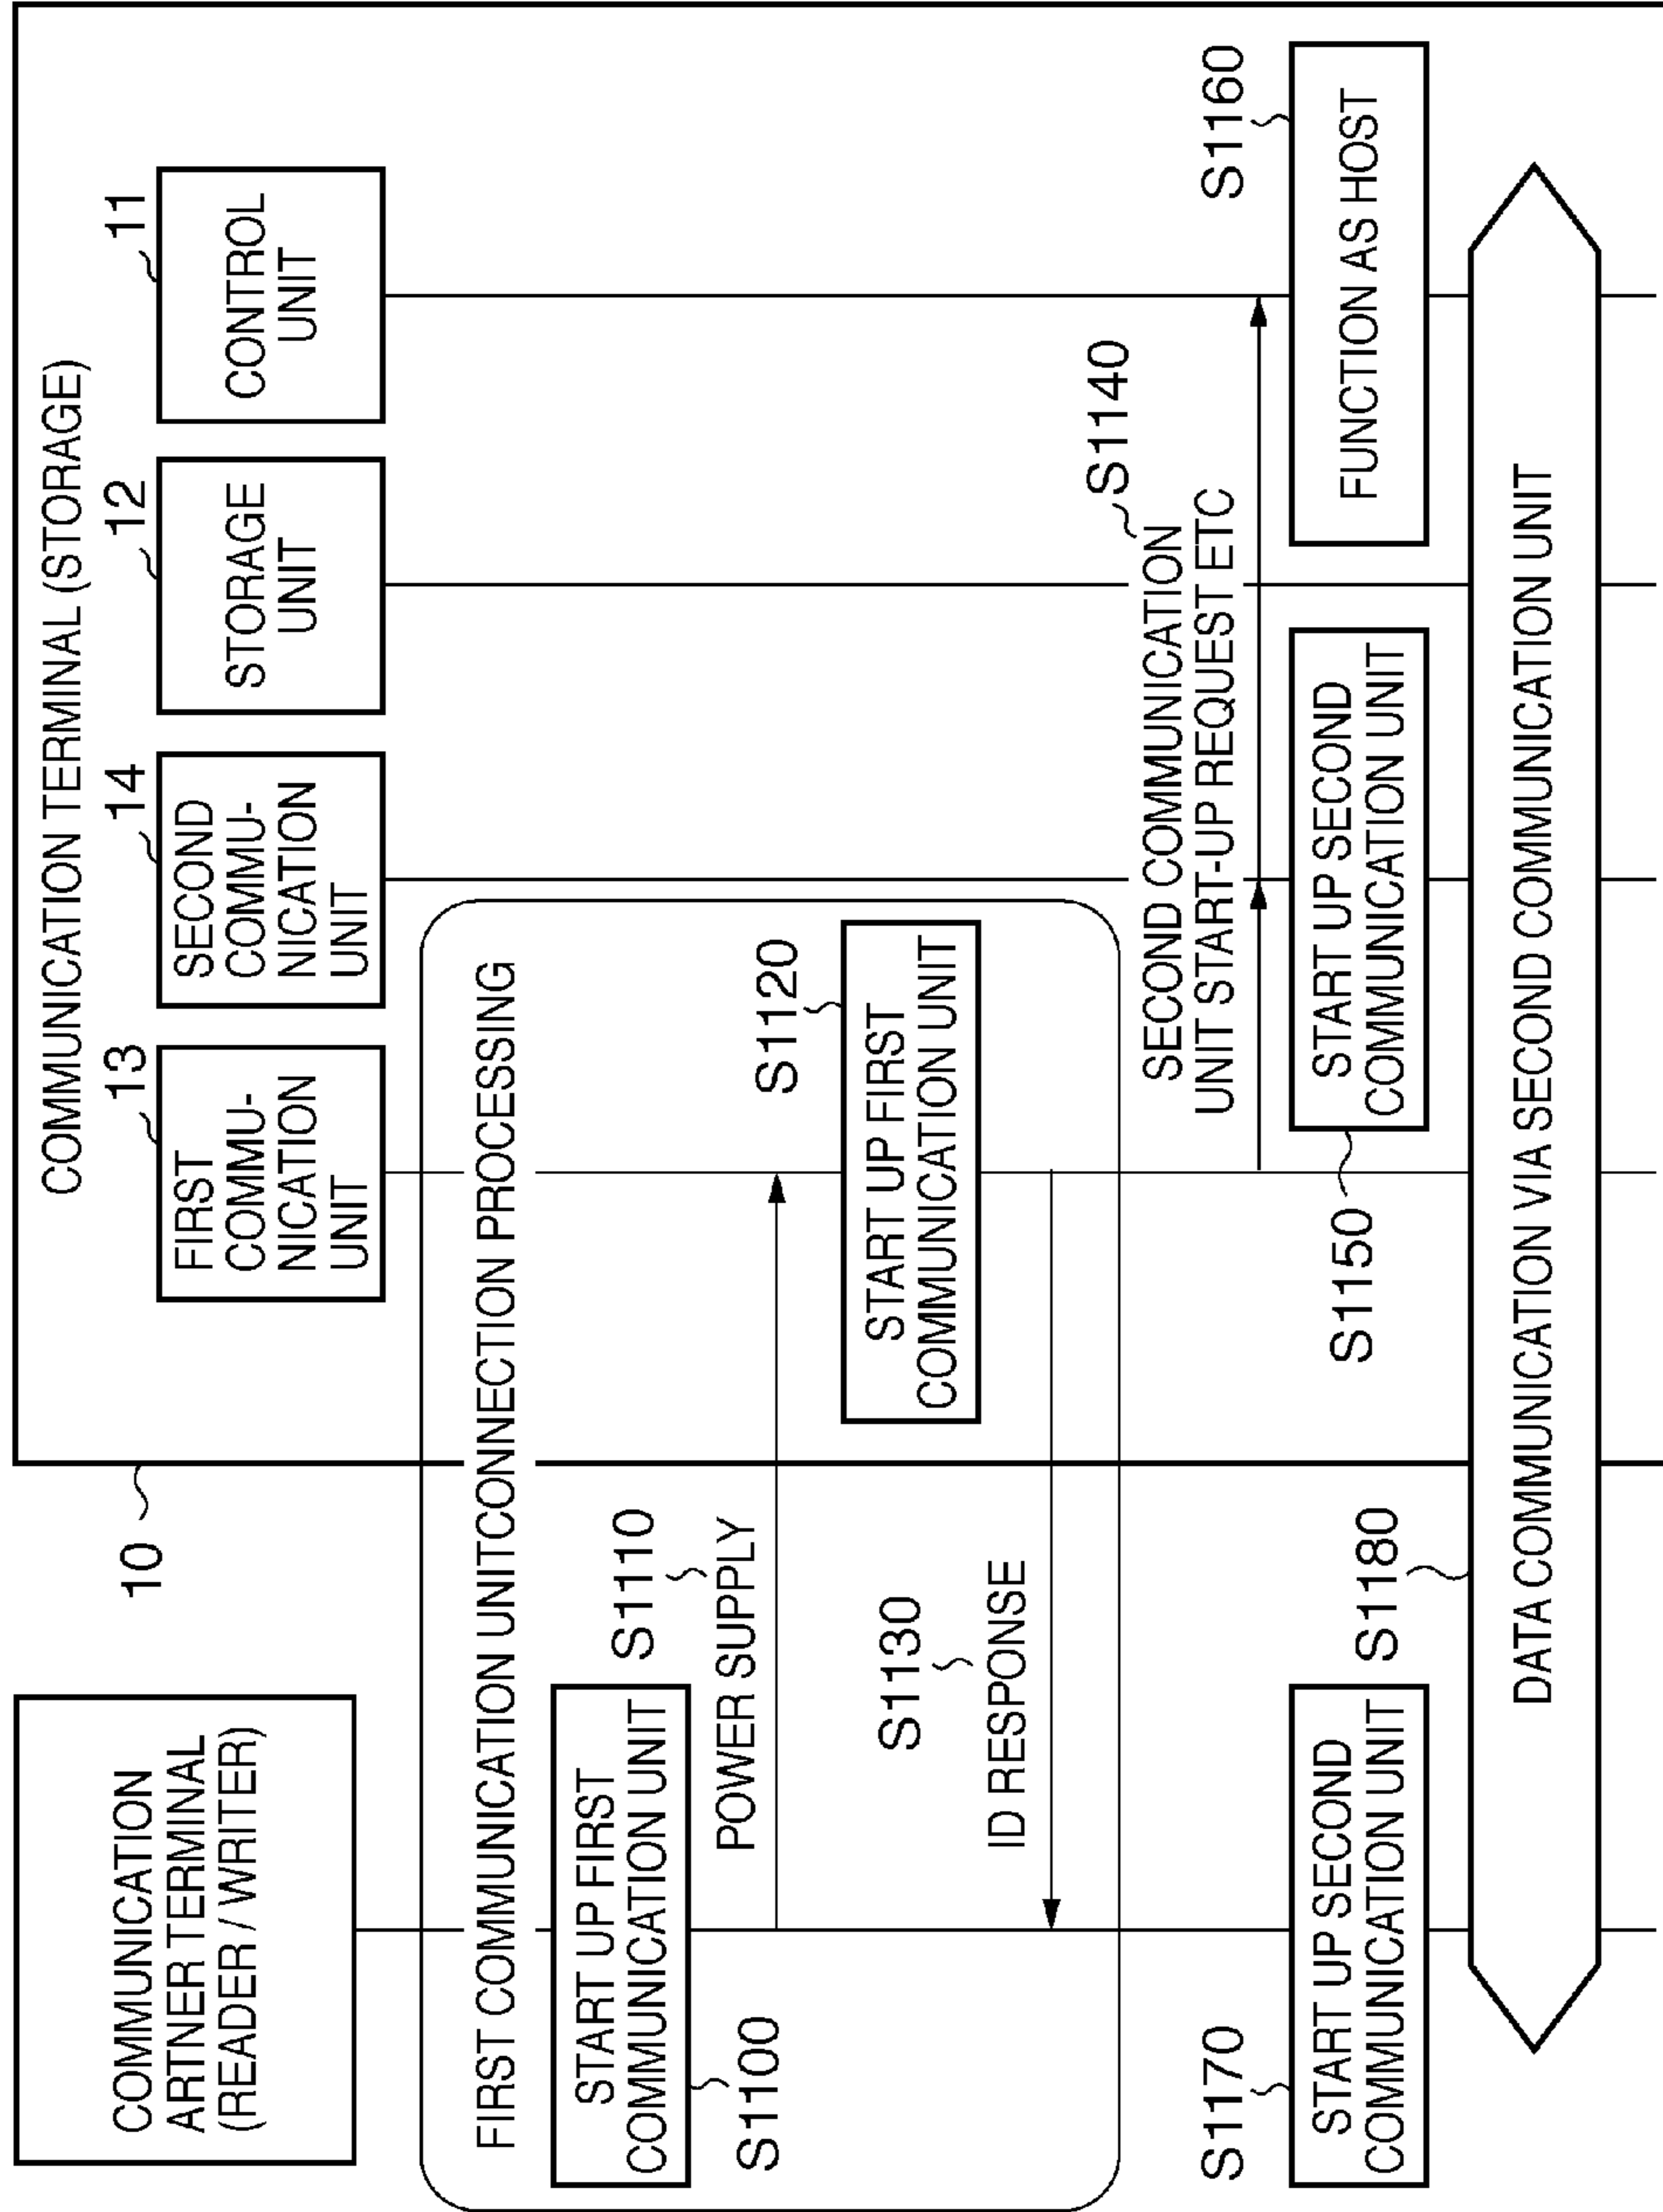 COMMUNICATION
ARTNER TERMINAL
(READER / WRITER)
10
COMMUNICATION TERMINAL (STORAGE)
13
FIRST
COMMU-
NICATION
UNIT
14
SECOND
COMMU-
NICATION
UNIT
12
STORAGE
UNIT
11
CONTROL
UNIT
FIRST COMMUNICATION UNITCONNECTION PROCESSING
START UP FIRST
COMMUNICATION UNIT
S1100
S1110
POWER SUPPLY
S1120
START UP FIRST
COMMUNICATION UNIT
S1130
ID RESPONSE
S1140
SECOND COMMUNICATION
UNIT START-UP REQUEST ETC
S1170
START UP SECOND
COMMUNICATION UNIT
START UP SECOND
COMMUNICATION UNIT
S1150
S1160
FUNCTION AS HOST
S1180
DATA COMMUNICATION VIA SECOND COMMUNICATION UNIT